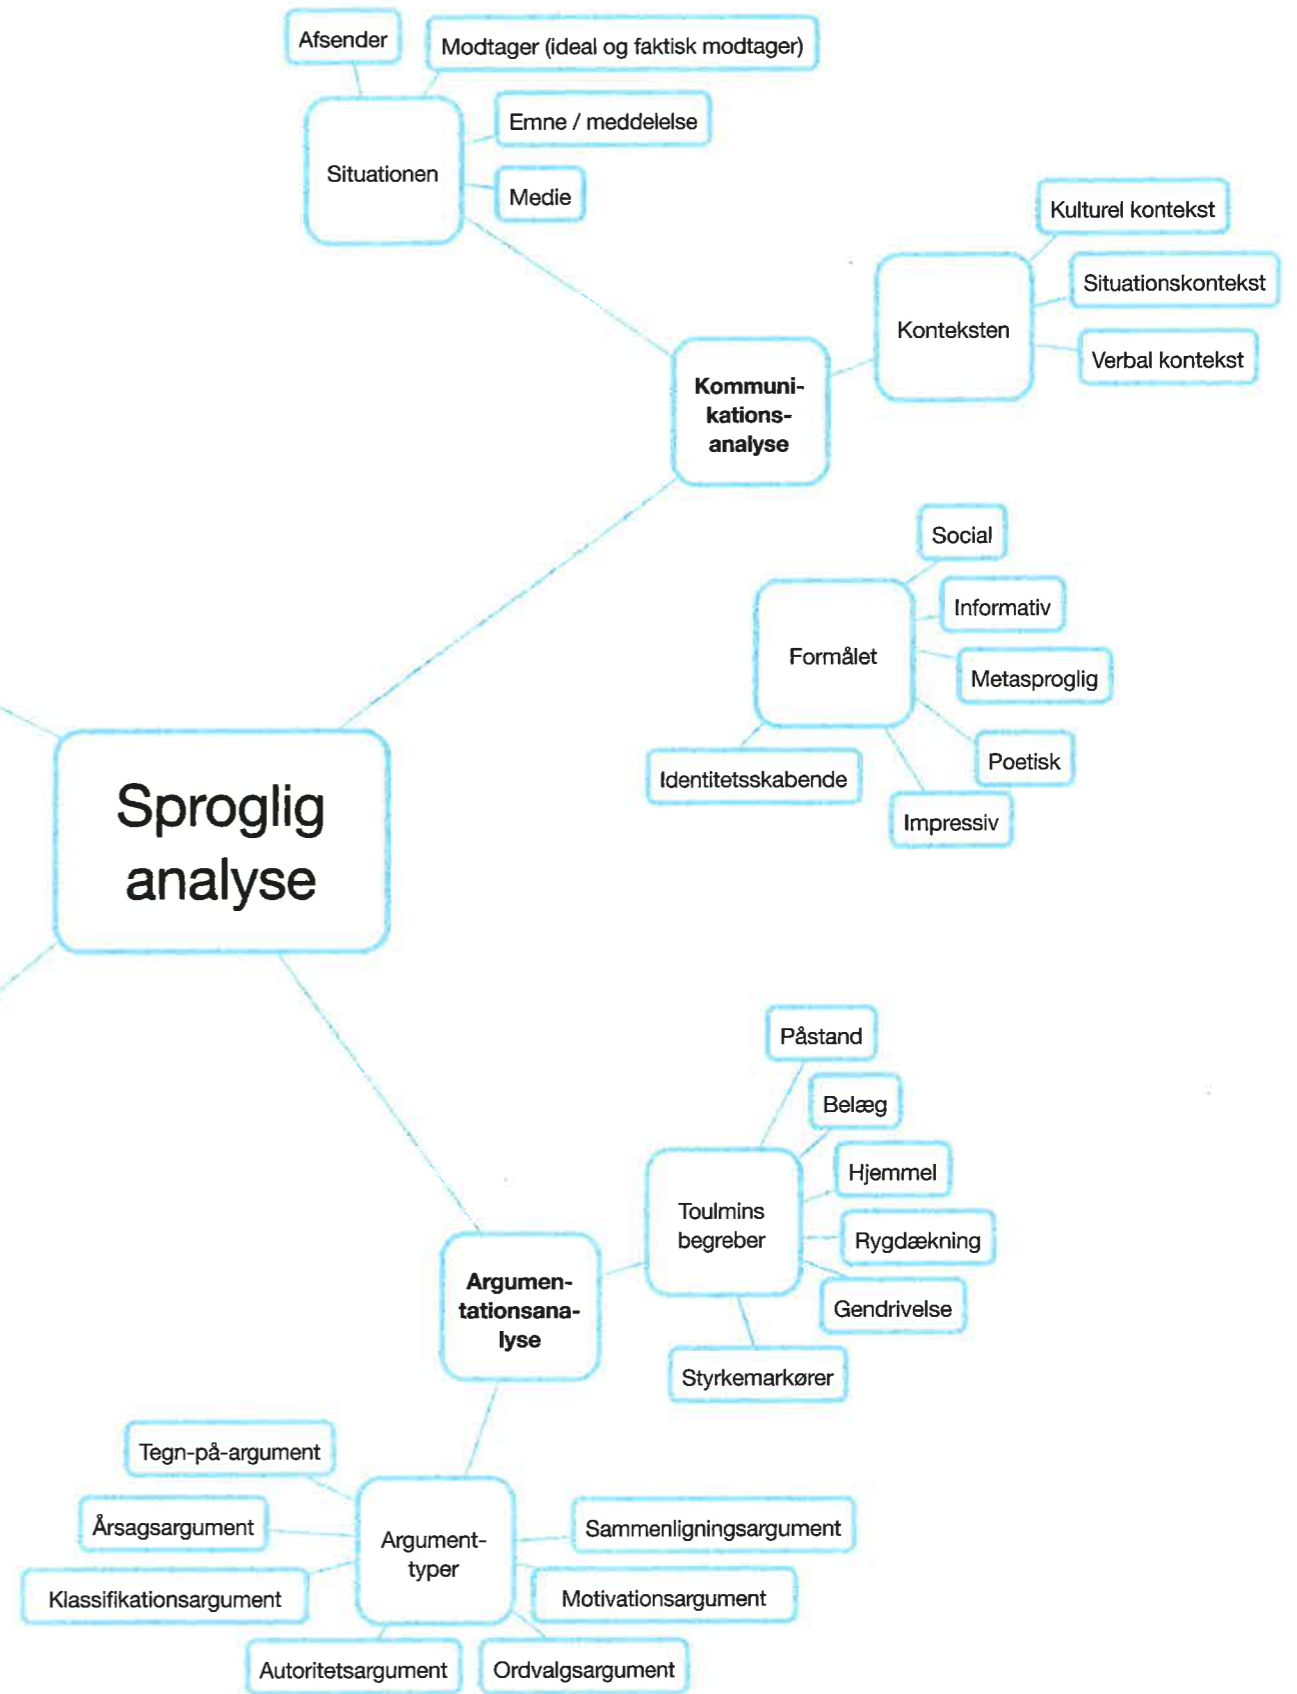 Afsender
Modtager (ideal og faktisk modtager)
Emne / meddelelse
Situationen
Medie
Kulturel kontekst
Situationskontekst
Konteksten
Verbal kontekst
Kommuni-
kations-
analyse
Social
Informativ
Formålet
Metasproglig
Poetisk
Identitetsskabende
Impressiv
Sproglig
analyse
Påstand
Belæg
Hjemmel
Toulmins
begreber
Rygdækning
Gendrivelse
Argumen-
tationsana-
lyse
Styrkemarkører
Tegn-på-argument
Årsagsargument
Argument-
typer
Sammenligningsargument
Klassifikationsargument
Motivationsargument
Autoritetsargument
Ordvalgsargument